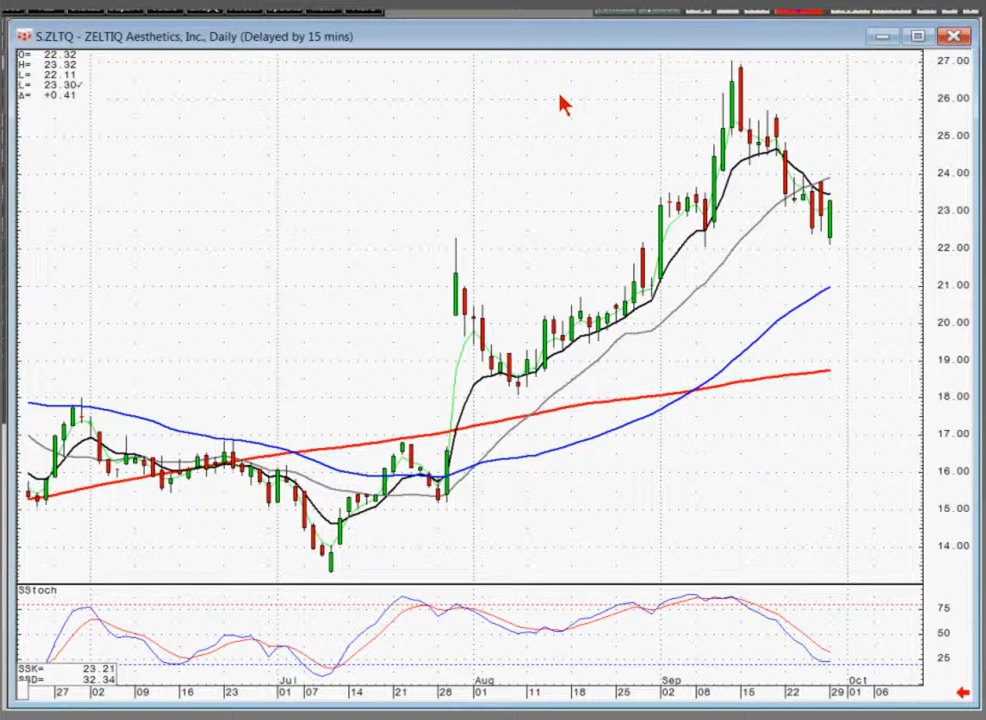 S.ZLTQ - ZELTIQ Aesthetics, Inc., Daily (Delayed by 15 mins)
O= 22.32
H= 23.32
L= 22.11
L= 23.30✓
Δ= +0.41
27.00
26.00
25.00
24.00
23.00
22.00
21.00
20.00
19.00
18.00
17.00
16.00
15.00
14.00
SStoch
75
50
25
SSK= 23.21
SSD= 32.34
Jul Aug Sep Oct
27 02 09 16 23 01 07 14 21 28 01 11 18 25 02 08 15 22 29 01 06